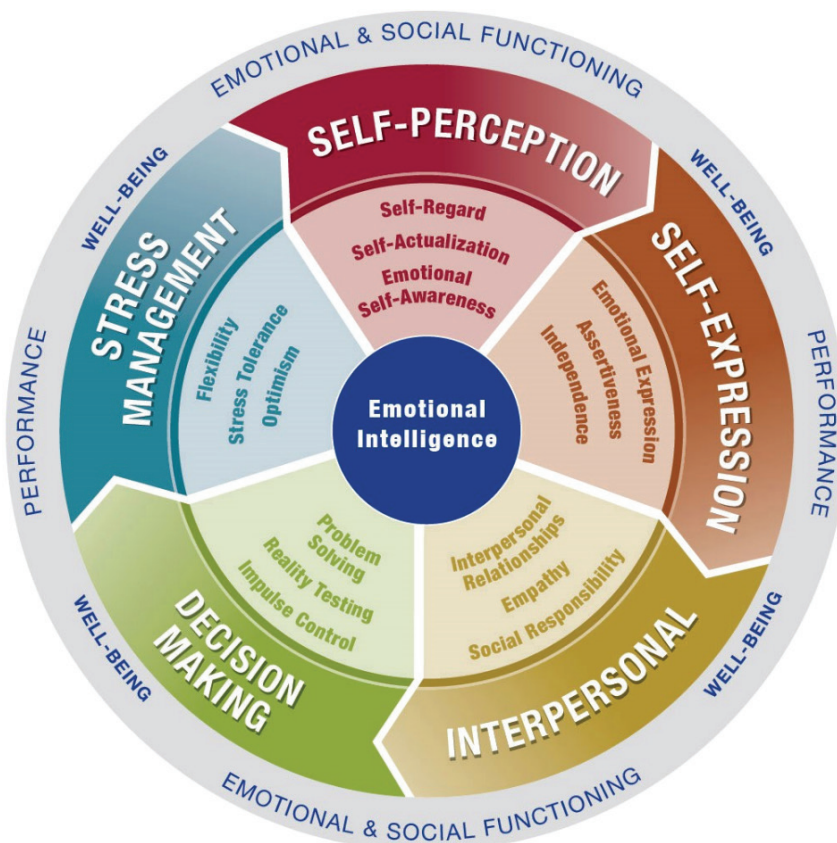 EMOTIONAL & SOCIAL FUNCTIONING
WELL-BEING
PERFORMANCE
WELL-BEING
EMOTIONAL & SOCIAL FUNCTIONING
WELL-BEING
PERFORMANCE
WELL-BEING
SELF-PERCEPTION
Self-Regard
Self-Actualization
Emotional
Self-Awareness
SELF-EXPRESSION
Emotional Expression
Assertiveness
Independence
INTERPERSONAL
Interpersonal
Relationships
Empathy
Social Responsibility
DECISION
MAKING
Problem
Solving
Reality Testing
Impulse Control
STRESS
MANAGEMENT
Flexibility
Stress Tolerance
Optimism
Emotional
Intelligence